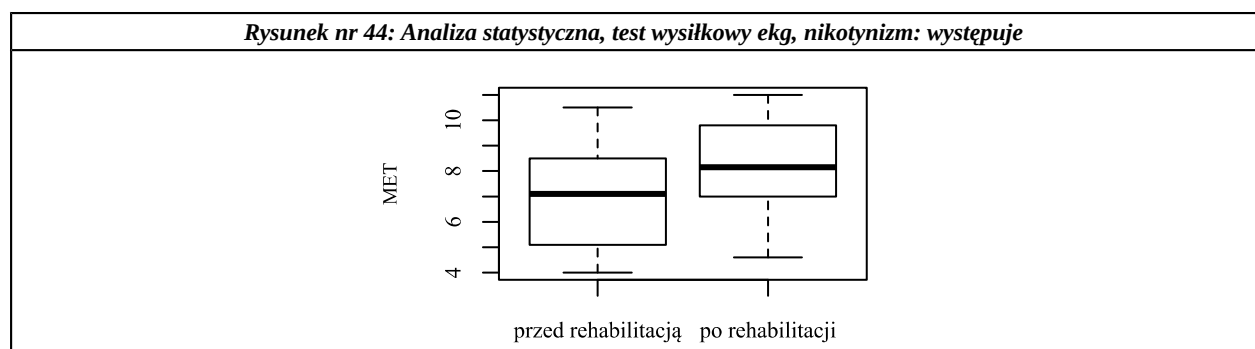 Rysunek nr 44: Analiza statystyczna, test wysiłkowy ekg, nikotynizm: występuje
10
8
6
4
MET
przed rehabilitacją po rehabilitacji